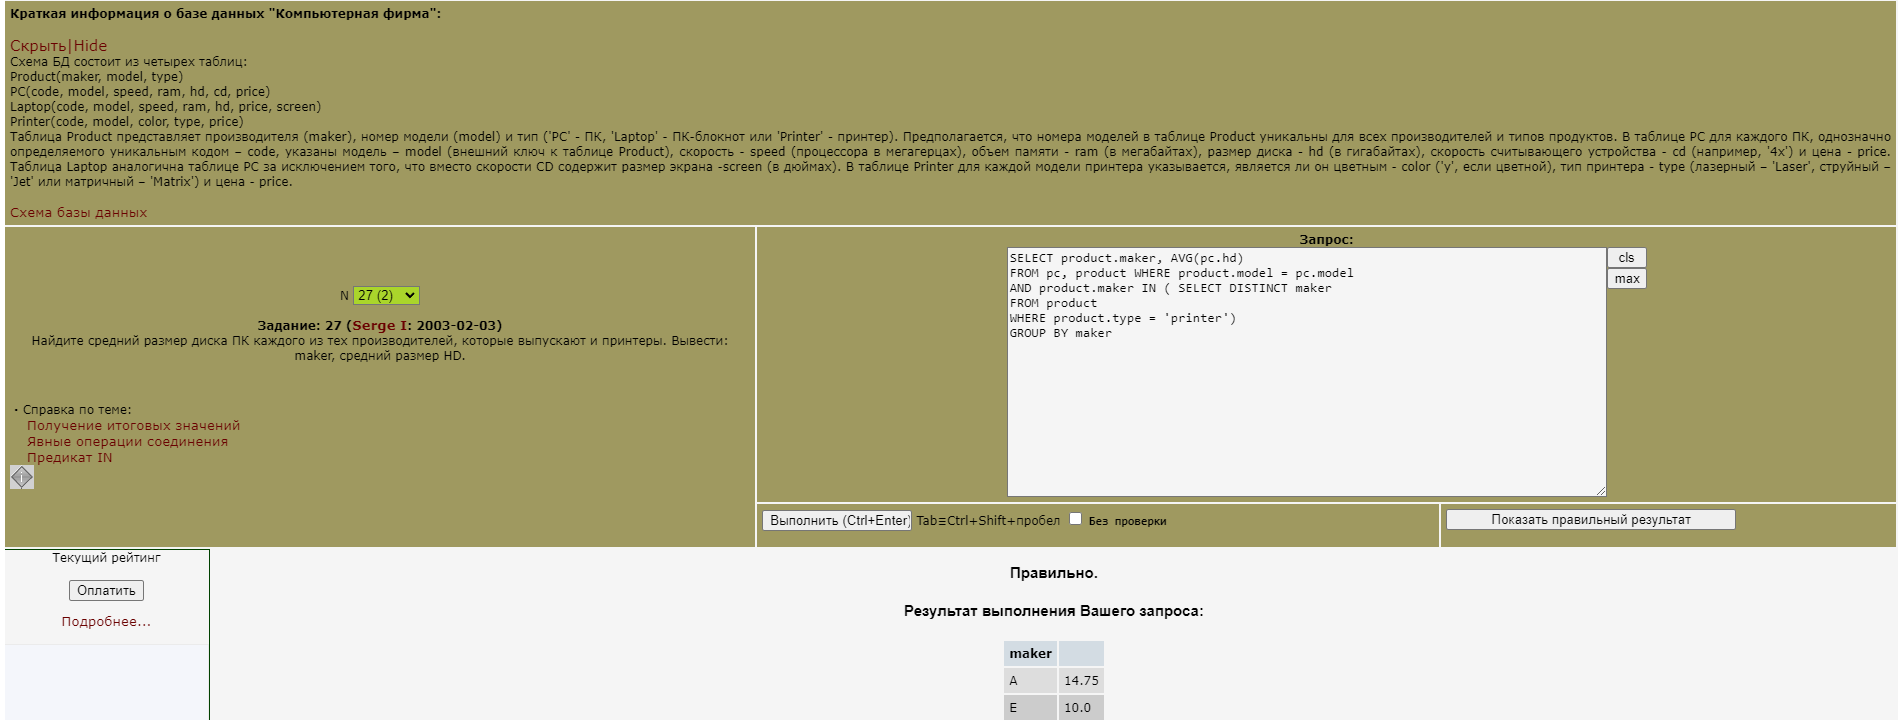 Краткая информация о базе данных "Компьютерная фирма":
Скрыть|Hide
Схема БД состоит из четырех таблиц:
Product(maker, model, type)
PC(code, model, speed, ram, hd, cd, price)
Laptop(code, model, speed, ram, hd, price, screen)
Printer(code, model, color, type, price)
Таблица Product представляет производителя (maker), номер модели (model) и тип ('PC' - ПК, 'Laptop' - ПК-блокнот или 'Printer' - принтер). Предполагается, что номера моделей в таблице Product уникальны для всех производителей и типов продуктов. В таблице PC для каждого ПК, однозначно
определяемого уникальным кодом – code, указаны модель – model (внешний ключ к таблице Product), скорость - speed (процессора в мегагерцах), объем памяти - ram (в мегабайтах), размер диска - hd (в гигабайтах), скорость считывающего устройства - cd (например, '4x') и цена - price.
Таблица Laptop аналогична таблице РС за исключением того, что вместо скорости CD содержит размер экрана -screen (в дюймах). В таблице Printer для каждой модели принтера указывается, является ли он цветным - color ('y', если цветной), тип принтера - type (лазерный – 'Laser', струйный –
'Jet' или матричный – 'Matrix') и цена - price.
Схема базы данных
N 27 (2)
Задание: 27 (Serge I: 2003-02-03)
Найдите средний размер диска ПК каждого из тех производителей, которые выпускают и принтеры. Вывести:
maker, средний размер HD.
· Справка по теме:
Получение итоговых значений
Явные операции соединения
Предикат IN
Запрос:
SELECT product.maker, AVG(pc.hd)
FROM pc, product WHERE product.model = pc.model
AND product.maker IN ( SELECT DISTINCT maker
FROM product
WHERE product.type = 'printer')
GROUP BY maker
cls
max
Выполнить (Ctrl+Enter) Tab≡Ctrl+Shift+пробел Без проверки
Показать правильный результат
Текущий рейтинг
Оплатить
Подробнее...
Правильно.
Результат выполнения Вашего запроса:
maker
A 14.75
E 10.0